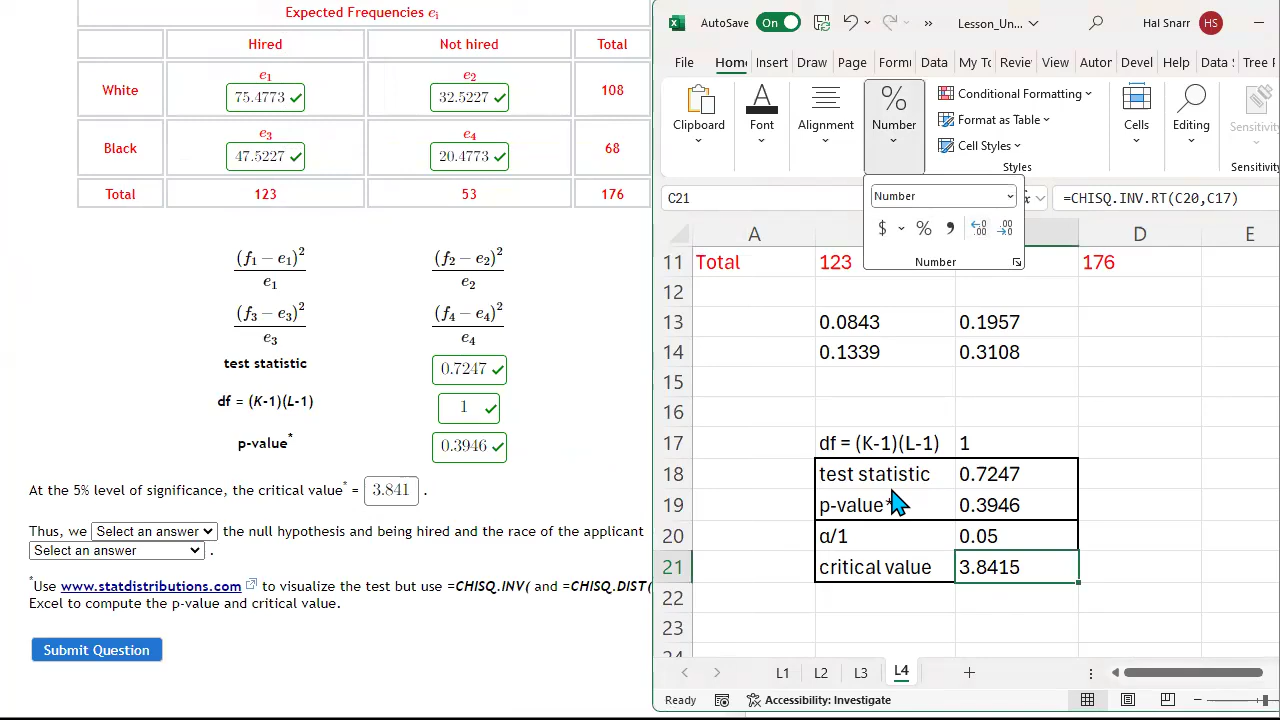 Expected Frequencies ei
Hired Not hired Total
White e1 75.4773 e2 32.5227 108
Black e3 47.5227 e4 20.4773 68
Total 123 53 176
(f1 − e1)² / e1 (f2 − e2)² / e2
(f3 − e3)² / e3 (f4 − e4)² / e4
test statistic 0.7247
df = (K-1)(L-1) 1
p-value* 0.3946
At the 5% level of significance, the critical value* = 3.841 .
Thus, we Select an answer the null hypothesis and being hired and the race of the applicant
Select an answer .
*Use www.statdistributions.com to visualize the test but use =CHISQ.INV( and =CHISQ.DIST(
Excel to compute the p-value and critical value.
Submit Question
AutoSave On » Lesson_Un... Hal Snarr HS
File Home Insert Draw Page Formu Data My To Revie View Autor Devel Help Data Tree P
Clipboard Font Alignment Number Conditional Formatting Format as Table Cell Styles Styles Cells Editing Sensitivity
Sensitivity
C21 fx =CHISQ.INV.RT(C20,C17)
Number
$ % , .00
Number
A D E
11 Total 123 176
12
13 0.0843 0.1957
14 0.1339 0.3108
15
16
17 df = (K-1)(L-1) 1
18 test statistic 0.7247
19 p-value* 0.3946
20 α/1 0.05
21 critical value 3.8415
22
23
24
L1 L2 L3 L4 +
Ready Accessibility: Investigate